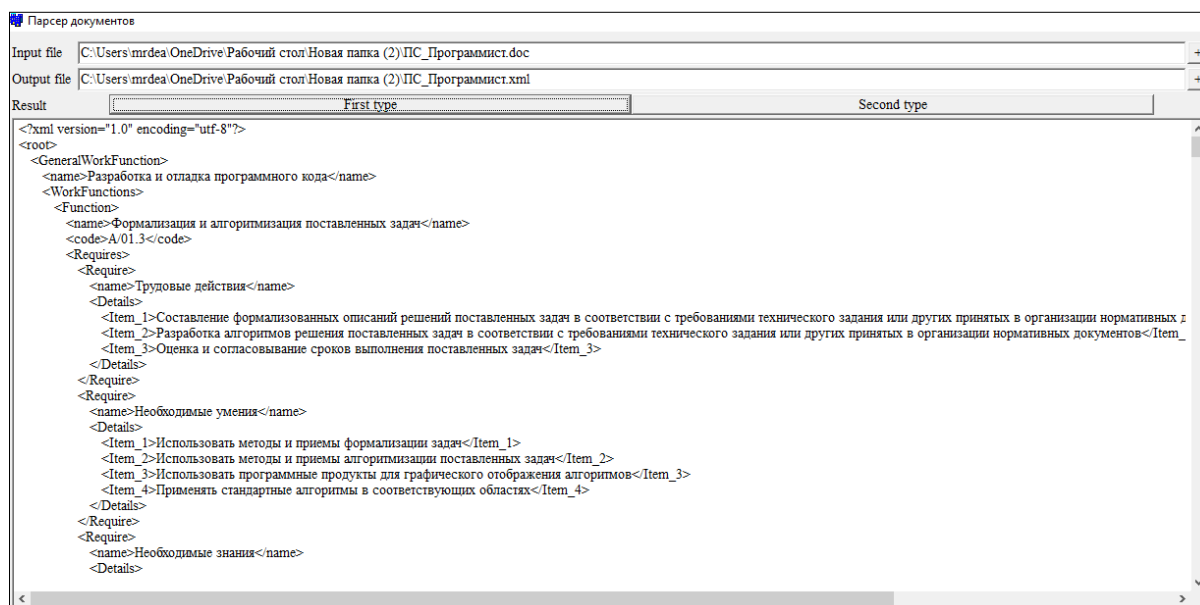 Парсер документов
Input file C:\Users\mrdea\OneDrive\Рабочий стол\Новая папка (2)\ПС_Программист.doc +
Output file C:\Users\mrdea\OneDrive\Рабочий стол\Новая папка (2)\ПС_Программист.xml +
Result First type Second type
<?xml version="1.0" encoding="utf-8"?>
<root>
<GeneralWorkFunction>
<name>Разработка и отладка программного кода</name>
<WorkFunctions>
<Function>
<name>Формализация и алгоритмизация поставленных задач</name>
<code>A/01.3</code>
<Requires>
<Require>
<name>Трудовые действия</name>
<Details>
<Item_1>Составление формализованных описаний решений поставленных задач в соответствии с требованиями технического задания или других принятых в организации нормативных
<Item_2>Разработка алгоритмов решения поставленных задач в соответствии с требованиями технического задания или других принятых в организации нормативных документов</Item_
<Item_3>Оценка и согласовывание сроков выполнения поставленных задач</Item_3>
</Details>
</Require>
<Require>
<name>Необходимые умения</name>
<Details>
<Item_1>Использовать методы и приемы формализации задач</Item_1>
<Item_2>Использовать методы и приемы алгоритмизации поставленных задач</Item_2>
<Item_3>Использовать программные продукты для графического отображения алгоритмов</Item_3>
<Item_4>Применять стандартные алгоритмы в соответствующих областях</Item_4>
</Details>
</Require>
<Require>
<name>Необходимые знания</name>
<Details>